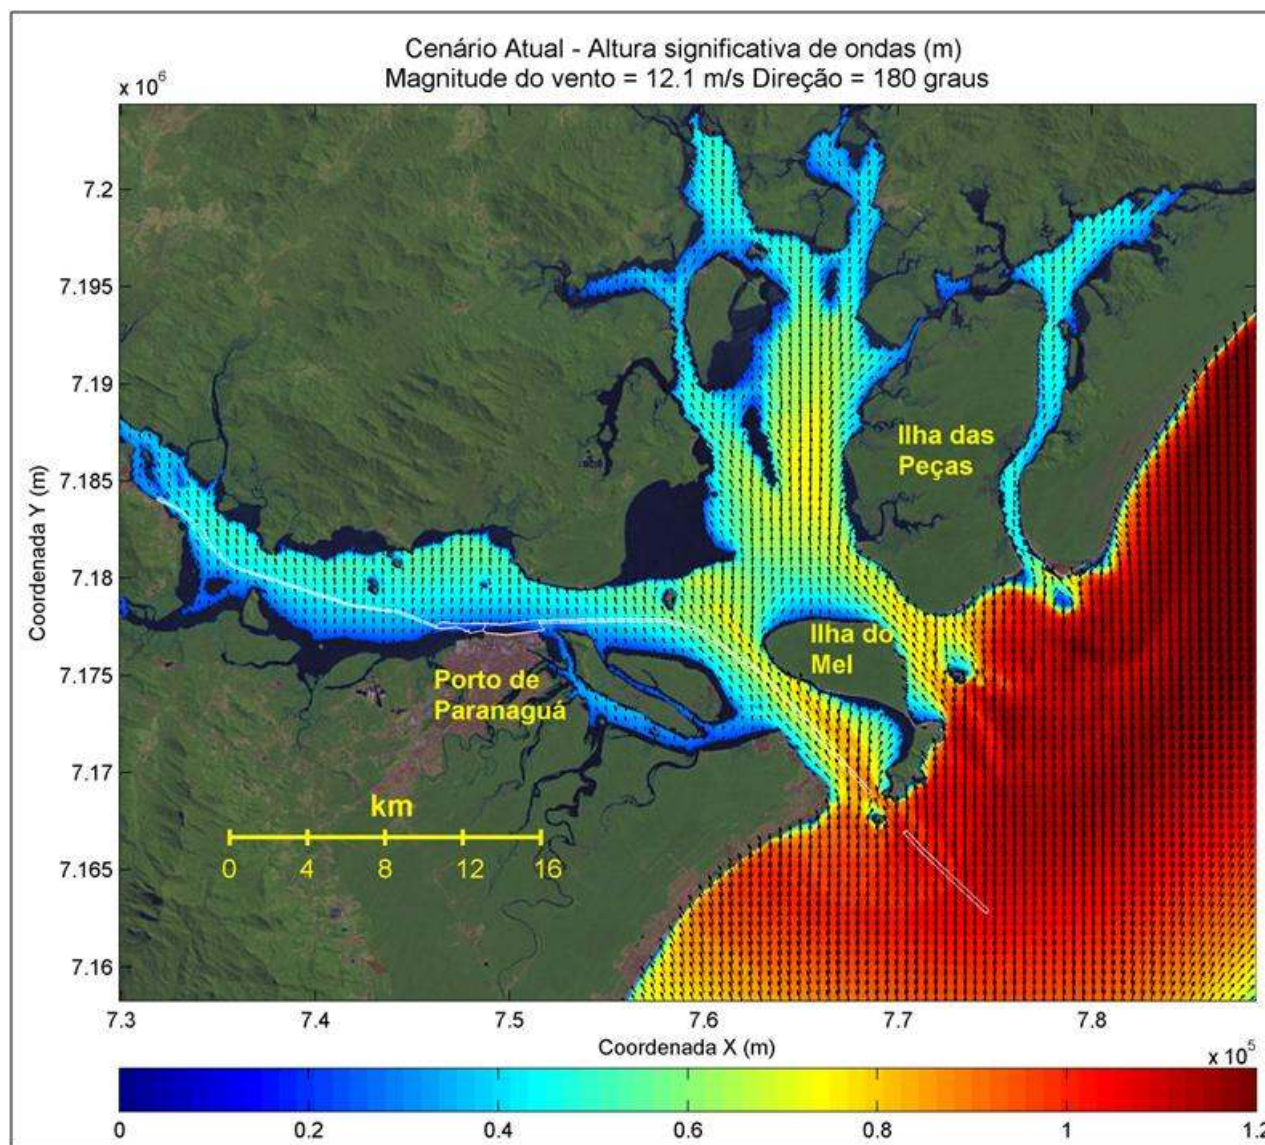 Cenário Atual - Altura significativa de ondas (m)
Magnitude do vento = 12.1 m/s Direção = 180 graus
x 10^6
7.2
7.195
7.19
7.185
7.18
7.175
7.17
7.165
7.16
Coordenada Y (m)
Ilha das
Peças
Ilha do
Mel
Porto de
Paranaguá
km
0 4 8 12 16
7.3 7.4 7.5 7.6 7.7 7.8
Coordenada X (m)
x 10^5
0 0.2 0.4 0.6 0.8 1 1.2